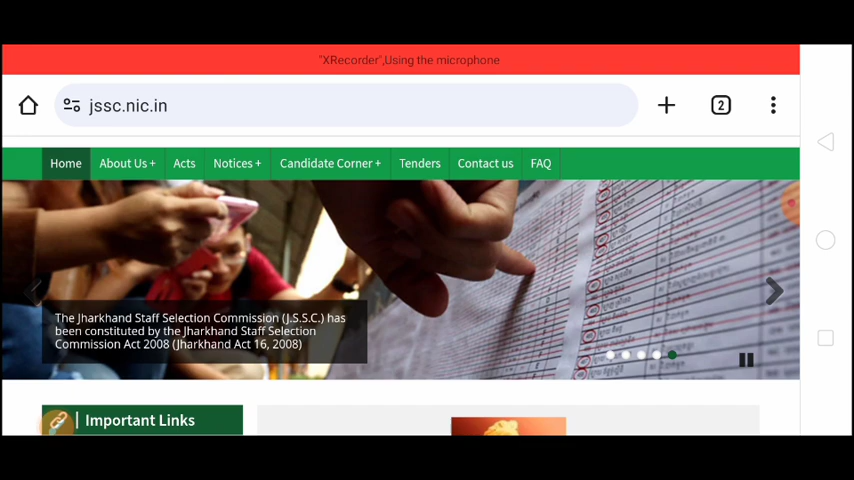 "XRecorder",Using the microphone
jssc.nic.in
2
Home About Us + Acts Notices + Candidate Corner + Tenders Contact us FAQ
The Jharkhand Staff Selection Commission (J.S.S.C.) has
been constituted by the Jharkhand Staff Selection
Commission Act 2008 (Jharkhand Act 16, 2008)
Important Links